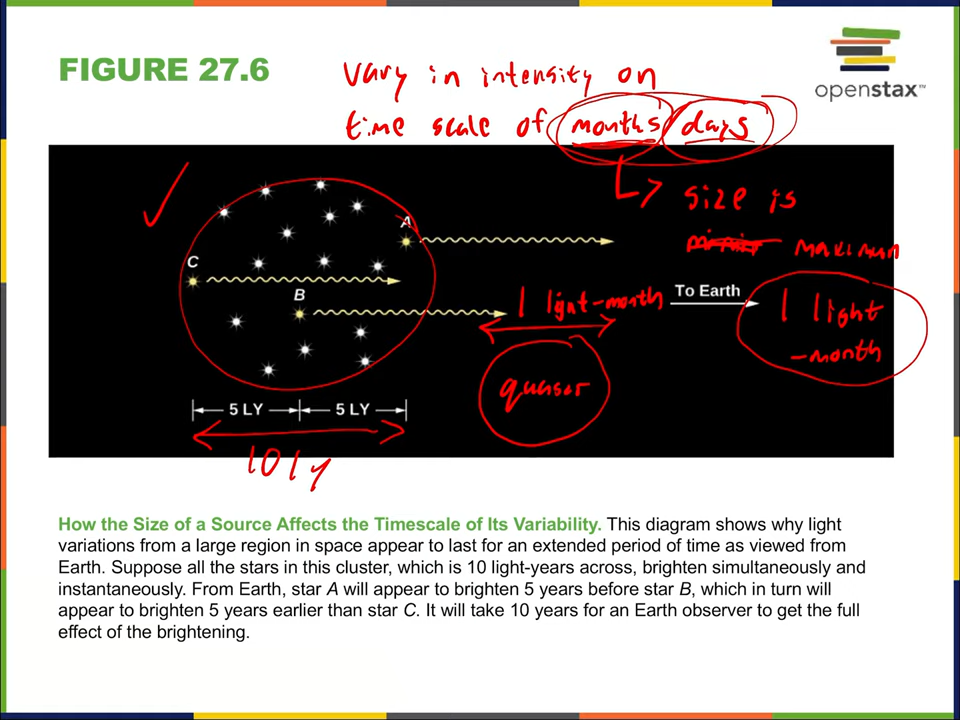 FIGURE 27.6
openstax™
Vary in intensity on
time scale of months/days
size is
maximum
1 light
-month
A
C
B
1 light-month
To Earth
quasar
5 LY
5 LY
10 ly
How the Size of a Source Affects the Timescale of Its Variability. This diagram shows why light
variations from a large region in space appear to last for an extended period of time as viewed from
Earth. Suppose all the stars in this cluster, which is 10 light-years across, brighten simultaneously and
instantaneously. From Earth, star A will appear to brighten 5 years before star B, which in turn will
appear to brighten 5 years earlier than star C. It will take 10 years for an Earth observer to get the full
effect of the brightening.